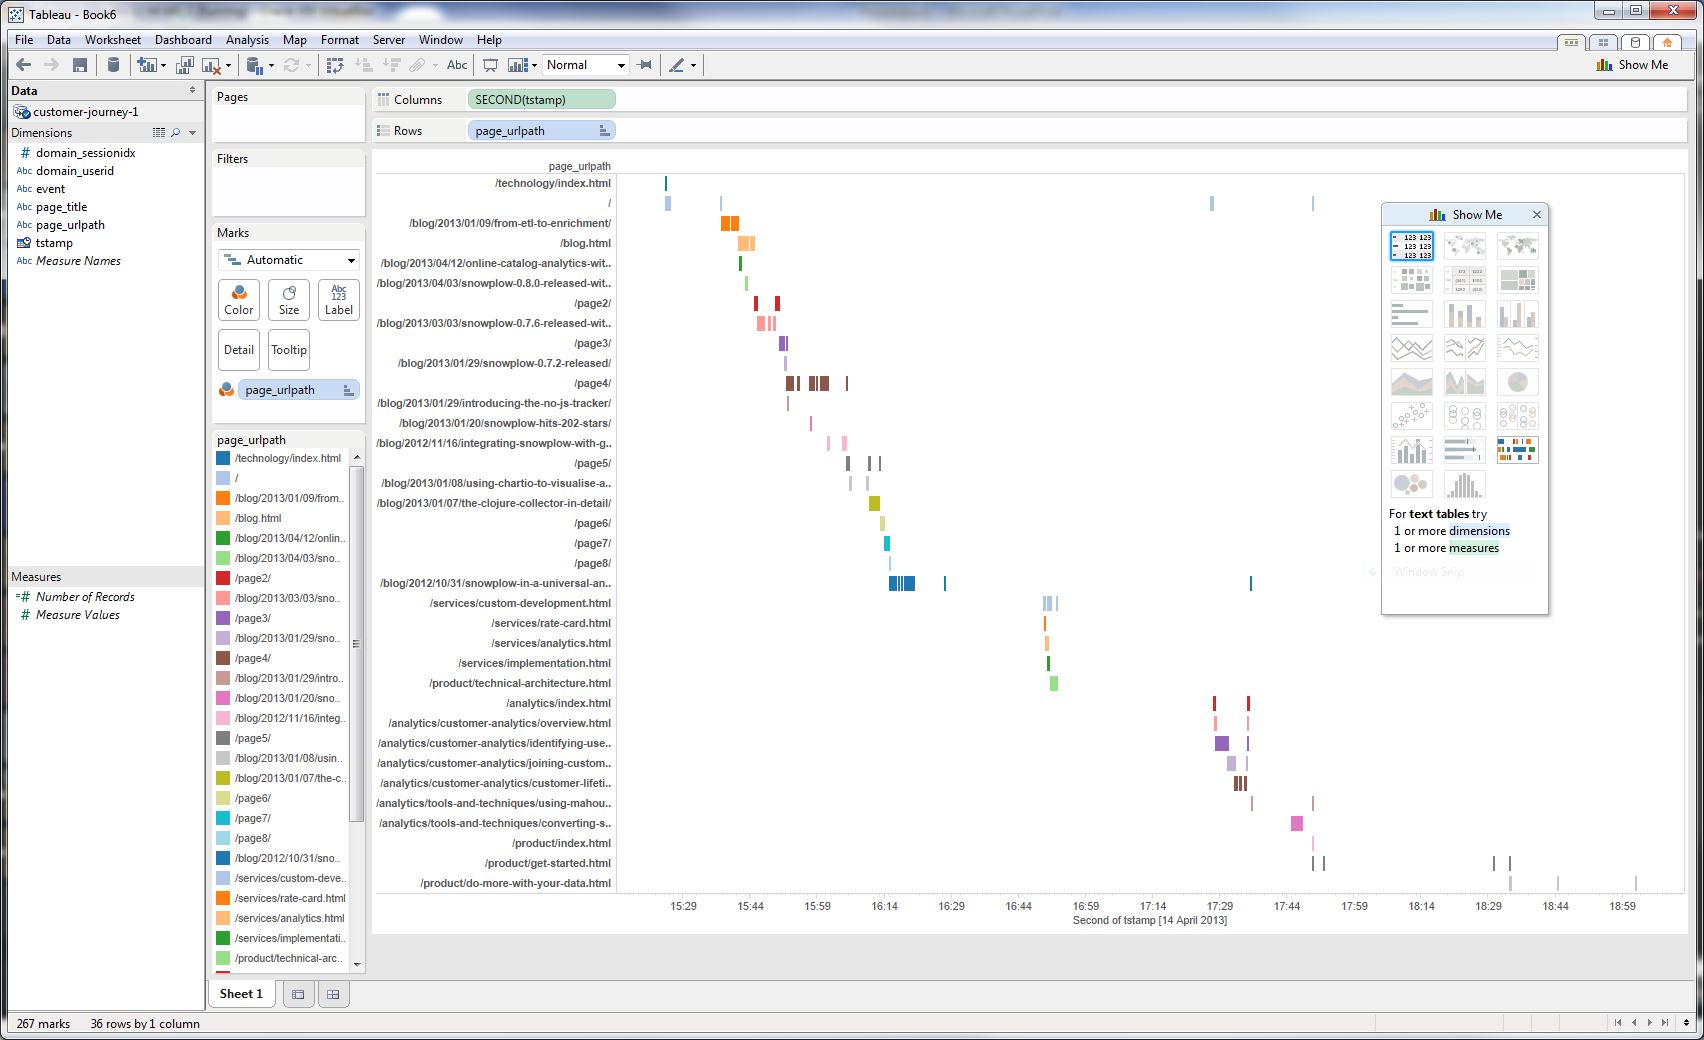 Tableau - Book6
File Data Worksheet Dashboard Analysis Map Format Server Window Help
Abc Normal Show Me
Data
customer-journey-1
Dimensions
# domain_sessionidx
Abc domain_userid
Abc event
Abc page_title
Abc page_urlpath
tstamp
Abc Measure Names
Measures
=# Number of Records
# Measure Values
Pages
Filters
Marks
Automatic
Color
Size
Abc
123
Label
Detail
Tooltip
page_urlpath
page_urlpath
/technology/index.html
/
/blog/2013/01/09/from..
/blog.html
/blog/2013/04/12/onlin..
/blog/2013/04/03/sno..
/page2/
/blog/2013/03/03/sno..
/page3/
/blog/2013/01/29/sno..
/page4/
/blog/2013/01/29/intro..
/blog/2013/01/20/sno..
/blog/2012/11/16/integ..
/page5/
/blog/2013/01/08/usin..
/blog/2013/01/07/the-c..
/page6/
/page7/
/page8/
/blog/2012/10/31/sno..
/services/custom-deve..
/services/rate-card.html
/services/analytics.html
/services/implementati..
/product/technical-arc..
Columns SECOND(tstamp)
Rows page_urlpath
page_urlpath
/technology/index.html
/
/blog/2013/01/09/from-etl-to-enrichment/
/blog.html
/blog/2013/04/12/online-catalog-analytics-wit..
/blog/2013/04/03/snowplow-0.8.0-released-wit..
/page2/
/blog/2013/03/03/snowplow-0.7.6-released-wit..
/page3/
/blog/2013/01/29/snowplow-0.7.2-released/
/page4/
/blog/2013/01/29/introducing-the-no-js-tracker/
/blog/2013/01/20/snowplow-hits-202-stars/
/blog/2012/11/16/integrating-snowplow-with-g..
/page5/
/blog/2013/01/08/using-chartio-to-visualise-a..
/blog/2013/01/07/the-clojure-collector-in-detail/
/page6/
/page7/
/page8/
/blog/2012/10/31/snowplow-in-a-universal-an..
/services/custom-development.html
/services/rate-card.html
/services/analytics.html
/services/implementation.html
/product/technical-architecture.html
/analytics/index.html
/analytics/customer-analytics/overview.html
/analytics/customer-analytics/identifying-use..
/analytics/customer-analytics/joining-custom..
/analytics/customer-analytics/customer-lifeti..
/analytics/tools-and-techniques/using-mahou..
/analytics/tools-and-techniques/converting-s..
/product/index.html
/product/get-started.html
/product/do-more-with-your-data.html
15:29 15:44 15:59 16:14 16:29 16:44 16:59 17:14 17:29 17:44 17:59 18:14 18:29 18:44 18:59
Second of tstamp [14 April 2013]
Show Me
123 123
123 123
123 123
For text tables try
1 or more dimensions
1 or more measures
Window Snip
Sheet 1
267 marks 36 rows by 1 column